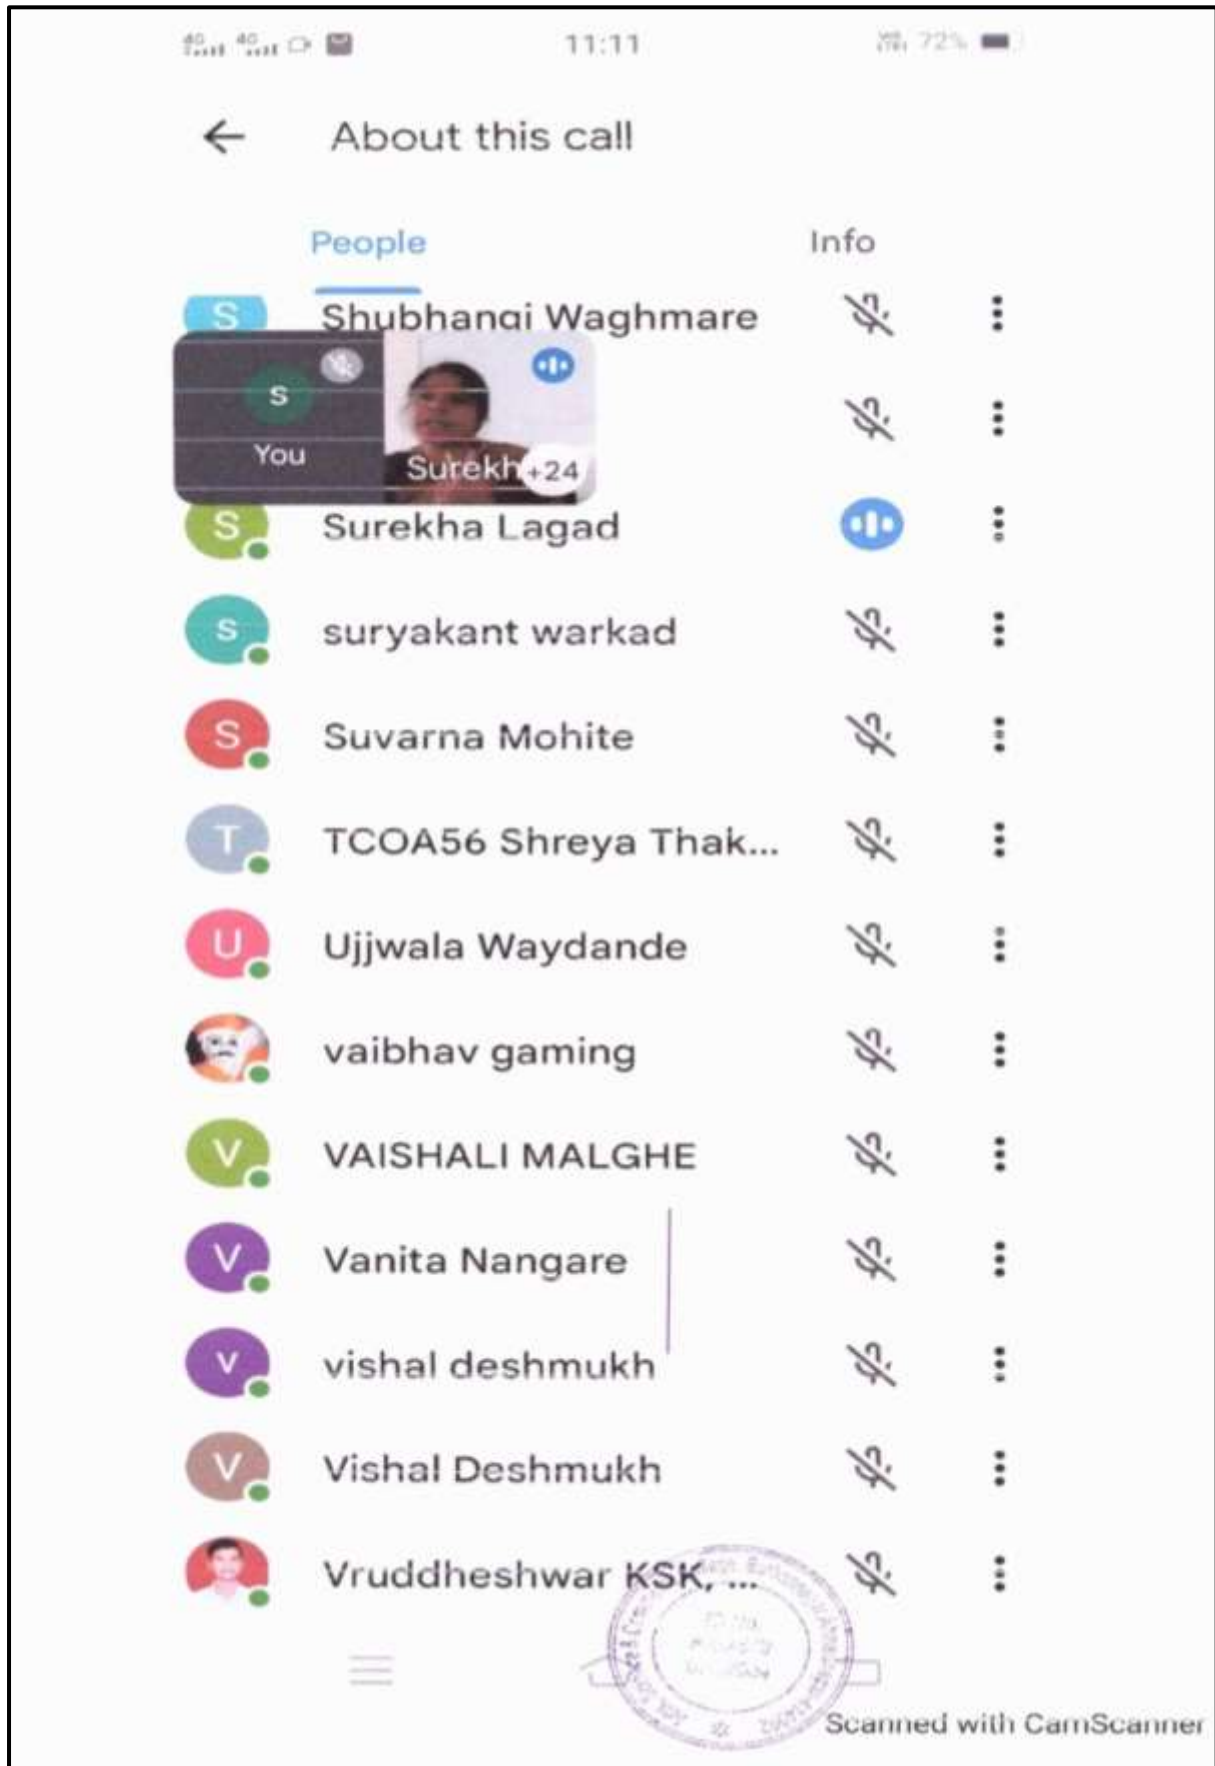 4G 4G 11:11 72%
About this call
People Info
S Shubhangi Waghmare
S
You
Surekh +24
S Surekha Lagad
s suryakant warkad
S Suvarna Mohite
T TCOA56 Shreya Thak...
U Ujjwala Waydande
vaibhav gaming
V VAISHALI MALGHE
V Vanita Nangare
v vishal deshmukh
V Vishal Deshmukh
Vruddheshwar KSK, ...
Scanned with CamScanner